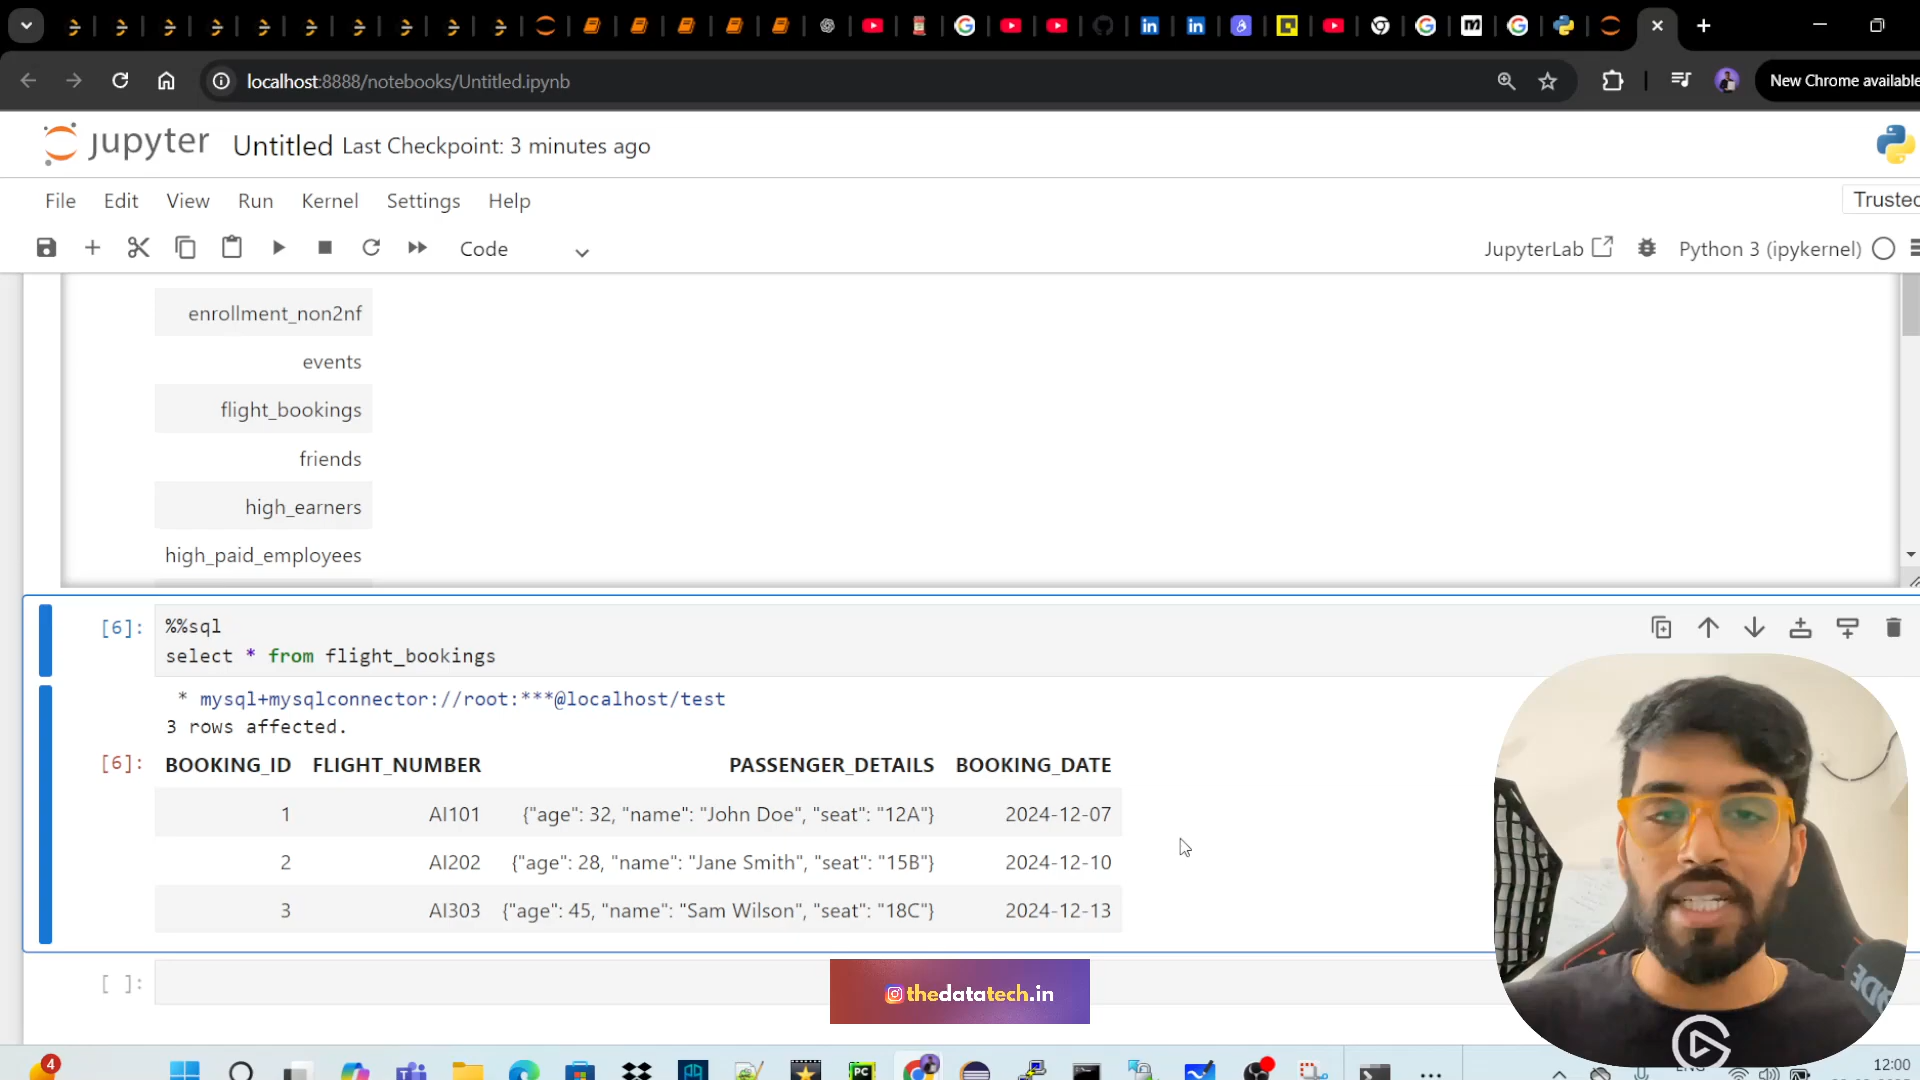 localhost:8888/notebooks/Untitled.ipynb
New Chrome available
jupyter Untitled Last Checkpoint: 3 minutes ago
File Edit View Run Kernel Settings Help
Trusted
Code
JupyterLab
Python 3 (ipykernel)
enrollment_non2nf
events
flight_bookings
friends
high_earners
high_paid_employees
[6]: %%sql
select * from flight_bookings
* mysql+mysqlconnector://root:***@localhost/test
3 rows affected.
[6]: BOOKING_ID FLIGHT_NUMBER PASSENGER_DETAILS BOOKING_DATE
1 AI101 {"age": 32, "name": "John Doe", "seat": "12A"} 2024-12-07
2 AI202 {"age": 28, "name": "Jane Smith", "seat": "15B"} 2024-12-10
3 AI303 {"age": 45, "name": "Sam Wilson", "seat": "18C"} 2024-12-13
[ ]:
thedatatech.in
4
12:00